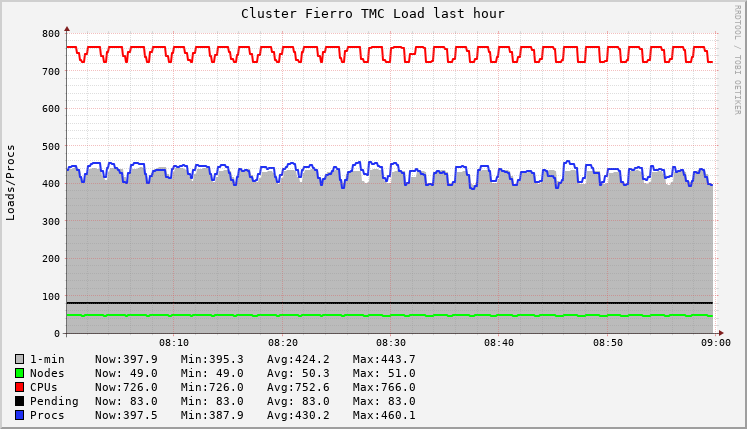 Cluster Fierro TMC Load last hour
RRDTOOL / TOBI OETIKER
Loads/Procs
800
700
600
500
400
300
200
100
0
08:10 08:20 08:30 08:40 08:50 09:00
1-min Now:397.9 Min:395.3 Avg:424.2 Max:443.7
Nodes Now: 49.0 Min: 49.0 Avg: 50.3 Max: 51.0
CPUs Now:726.0 Min:726.0 Avg:752.6 Max:766.0
Pending Now: 83.0 Min: 83.0 Avg: 83.0 Max: 83.0
Procs Now:397.5 Min:387.9 Avg:430.2 Max:460.1